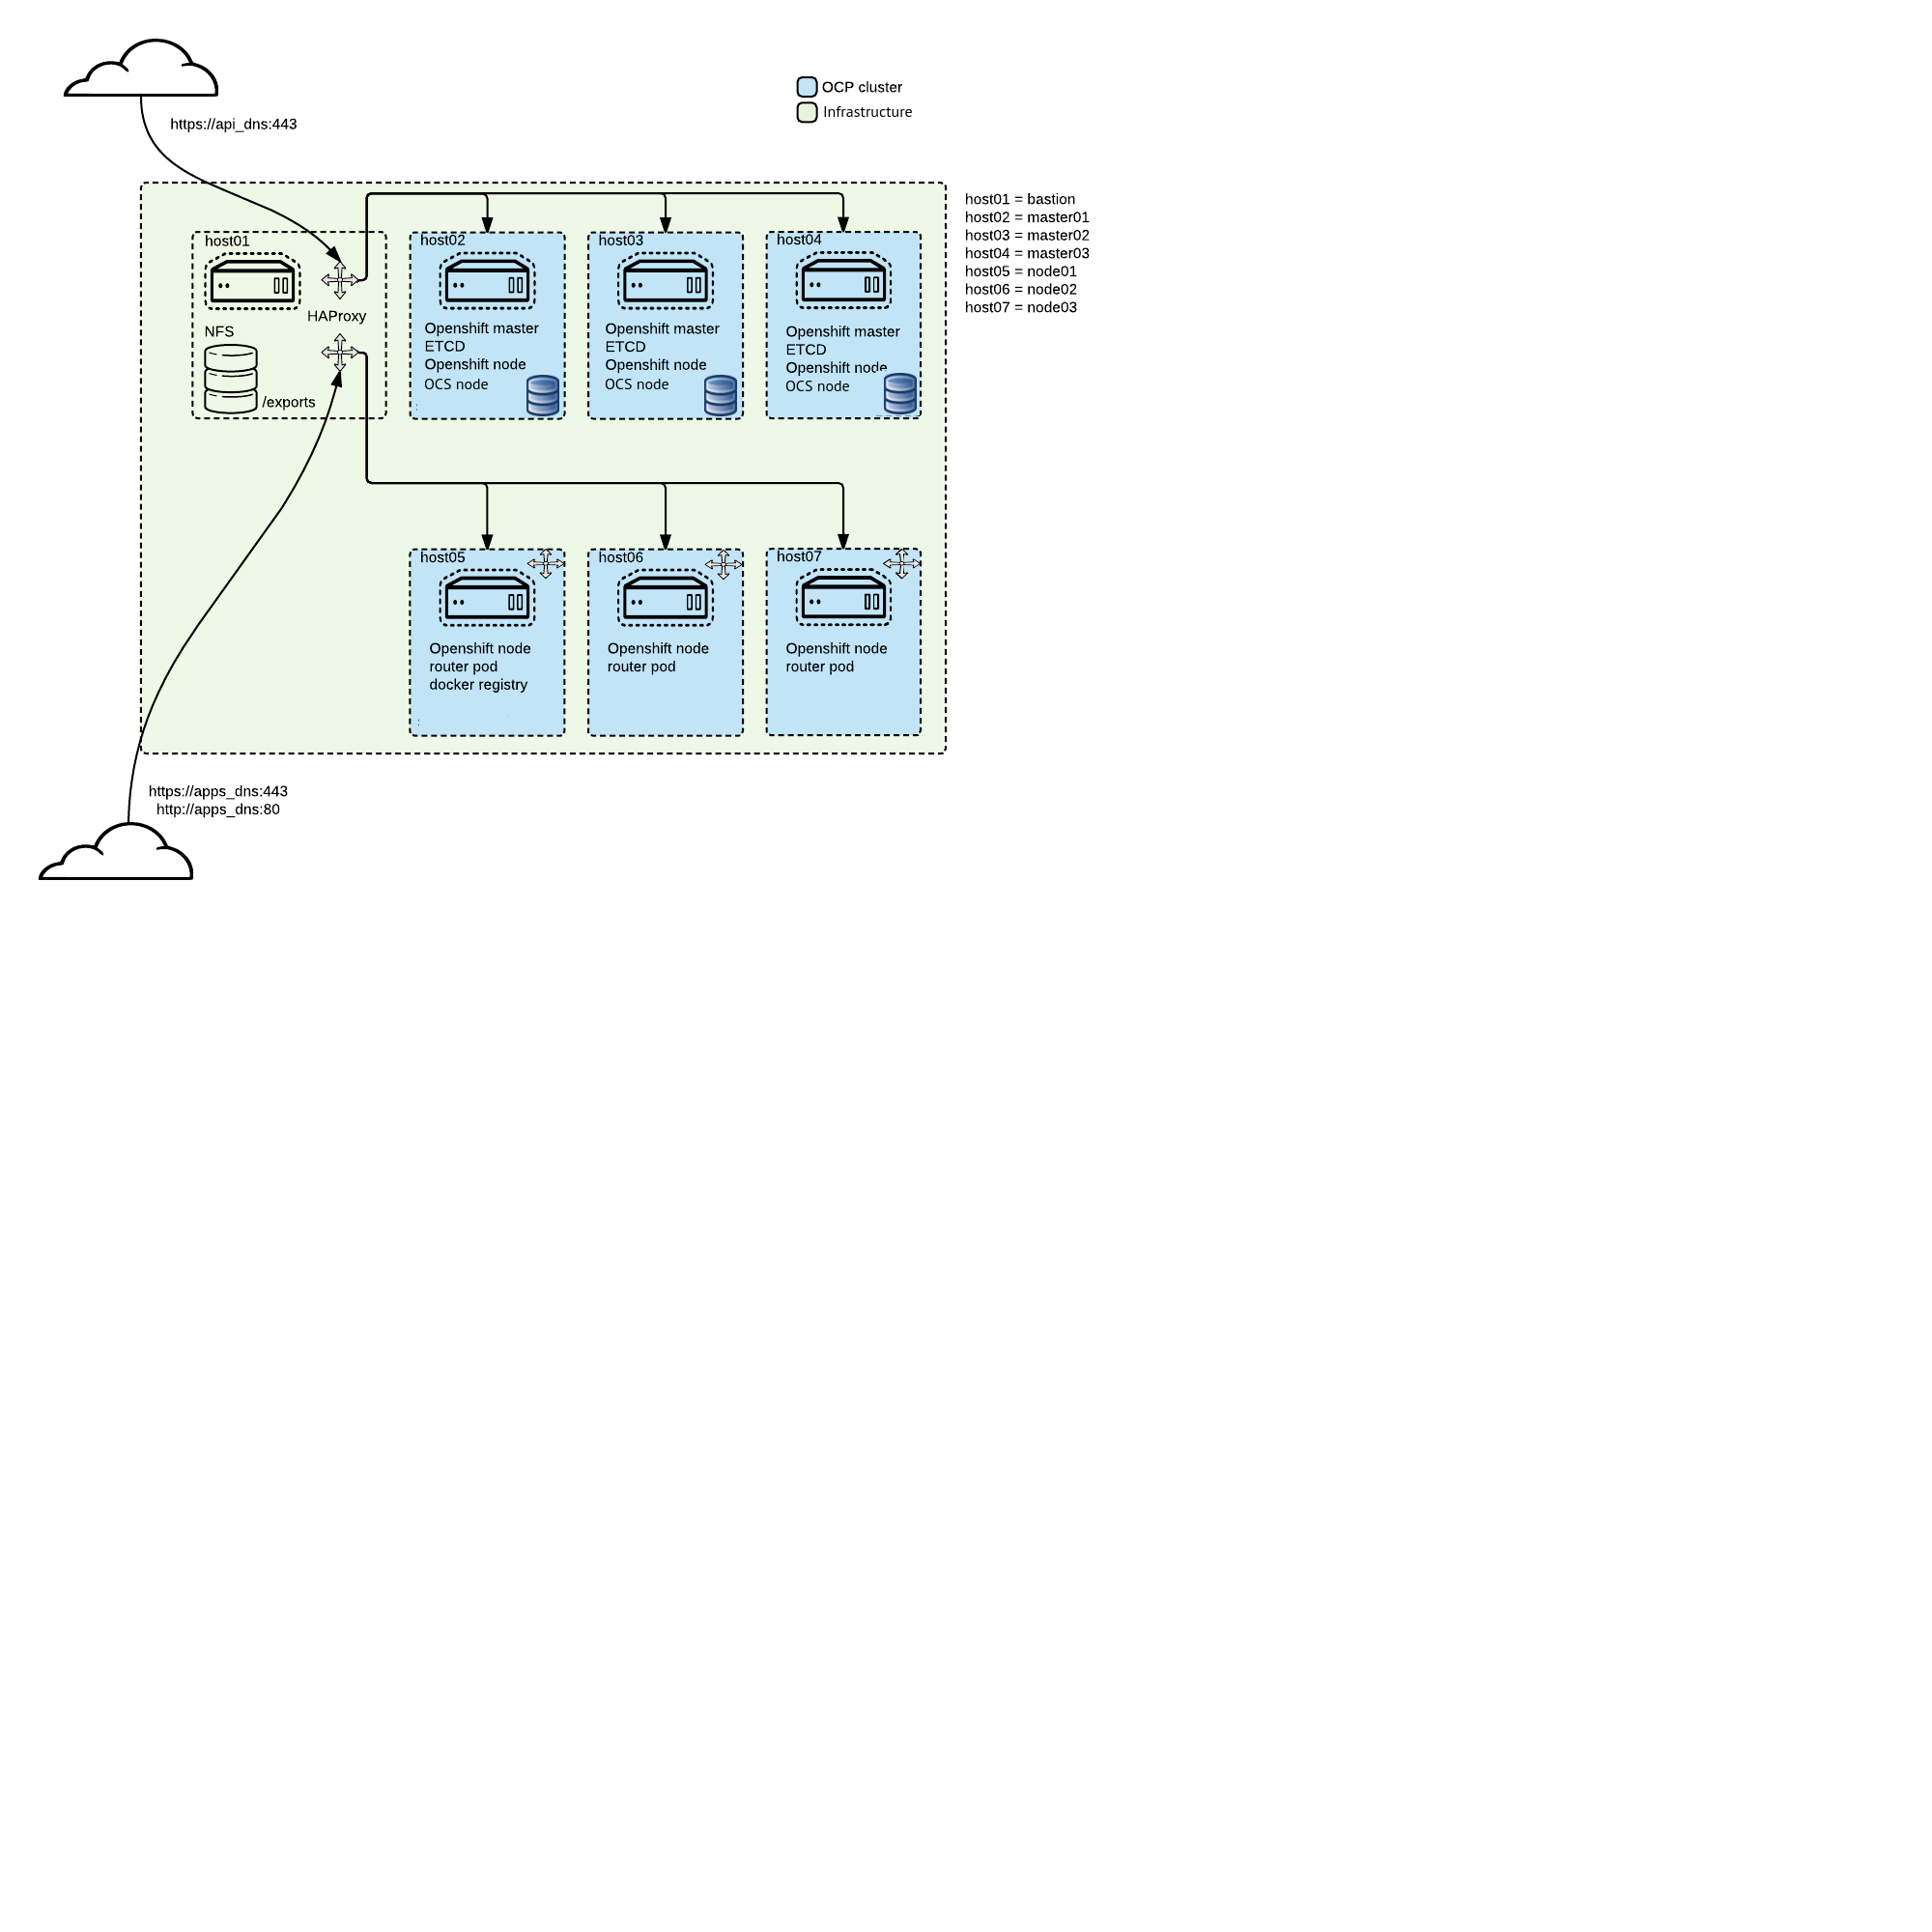 https://api_dns:443
OCP cluster
Infrastructure
host01 = bastion
host02 = master01
host03 = master02
host04 = master03
host05 = node01
host06 = node02
host07 = node03
host01
HAProxy
NFS
/exports
host02
Openshift master
ETCD
Openshift node
OCS node
host03
Openshift master
ETCD
Openshift node
OCS node
host04
Openshift master
ETCD
Openshift node
OCS node
host05
Openshift node
router pod
docker registry
host06
Openshift node
router pod
host07
Openshift node
router pod
https://apps_dns:443
http://apps_dns:80